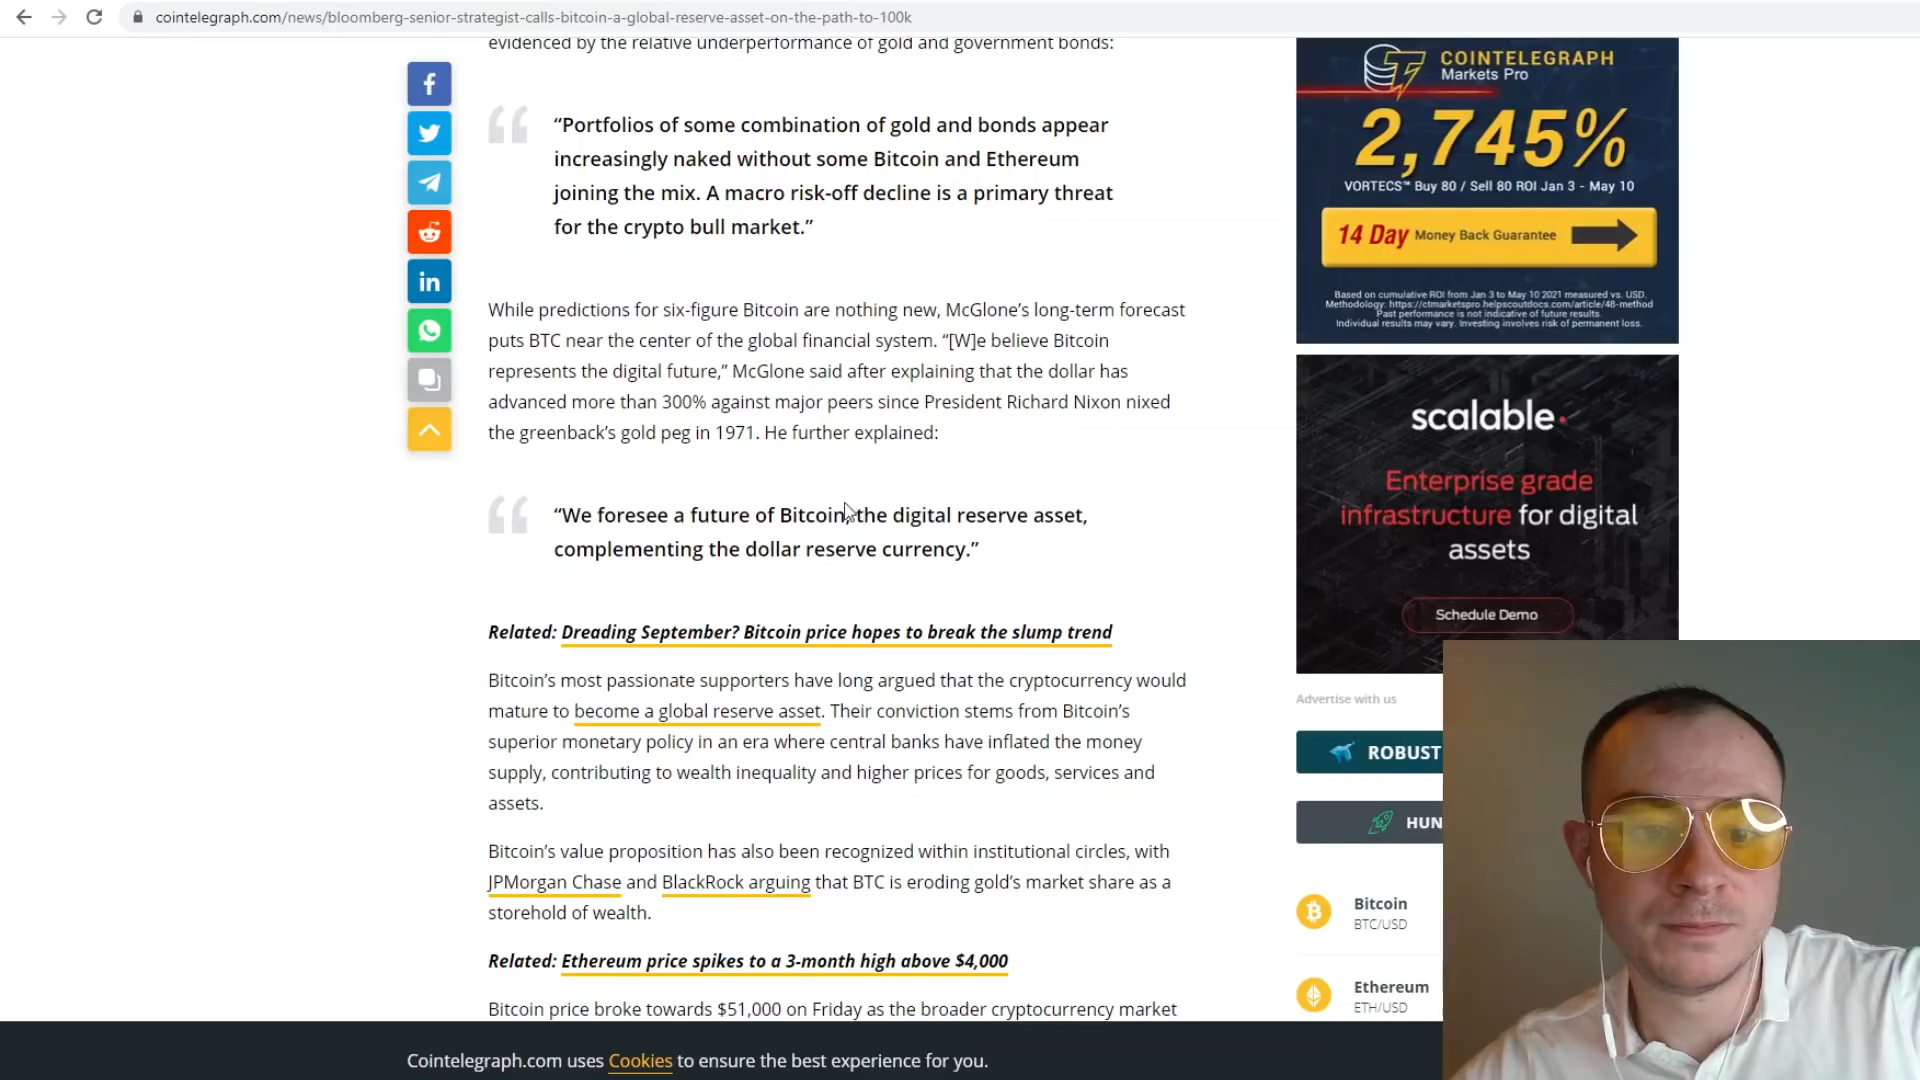 cointelegraph.com/news/bloomberg-senior-strategist-calls-bitcoin-a-global-reserve-asset-on-the-path-to-100k
evidenced by the relative underperformance of gold and government bonds:
“Portfolios of some combination of gold and bonds appear
increasingly naked without some Bitcoin and Ethereum
joining the mix. A macro risk-off decline is a primary threat
for the crypto bull market.”
While predictions for six-figure Bitcoin are nothing new, McGlone’s long-term forecast
puts BTC near the center of the global financial system. “[W]e believe Bitcoin
represents the digital future,” McGlone said after explaining that the dollar has
advanced more than 300% against major peers since President Richard Nixon nixed
the greenback’s gold peg in 1971. He further explained:
“We foresee a future of Bitcoin, the digital reserve asset,
complementing the dollar reserve currency.”
Related: Dreading September? Bitcoin price hopes to break the slump trend
Bitcoin’s most passionate supporters have long argued that the cryptocurrency would
mature to become a global reserve asset. Their conviction stems from Bitcoin’s
superior monetary policy in an era where central banks have inflated the money
supply, contributing to wealth inequality and higher prices for goods, services and
assets.
Bitcoin’s value proposition has also been recognized within institutional circles, with
JPMorgan Chase and BlackRock arguing that BTC is eroding gold’s market share as a
storehold of wealth.
Related: Ethereum price spikes to a 3-month high above $4,000
Bitcoin price broke towards $51,000 on Friday as the broader cryptocurrency market
Cointelegraph.com uses Cookies to ensure the best experience for you.
COINTELEGRAPH
Markets Pro
2,745%
VORTECS™ Buy 80 / Sell 80 ROI Jan 3 - May 10
14 Day Money Back Guarantee
Based on cumulative ROI from Jan 3 to May 10 2021 measured vs. USD.
Methodology: https://ctmarketspro.helpscoutdocs.com/article/48-method
Past performance is not indicative of future results.
Individual results may vary. Investing involves risk of permanent loss.
scalable
Enterprise grade
infrastructure for digital
assets
Schedule Demo
Advertise with us
ROBUST
HUN
Bitcoin
BTC/USD
Ethereum
ETH/USD